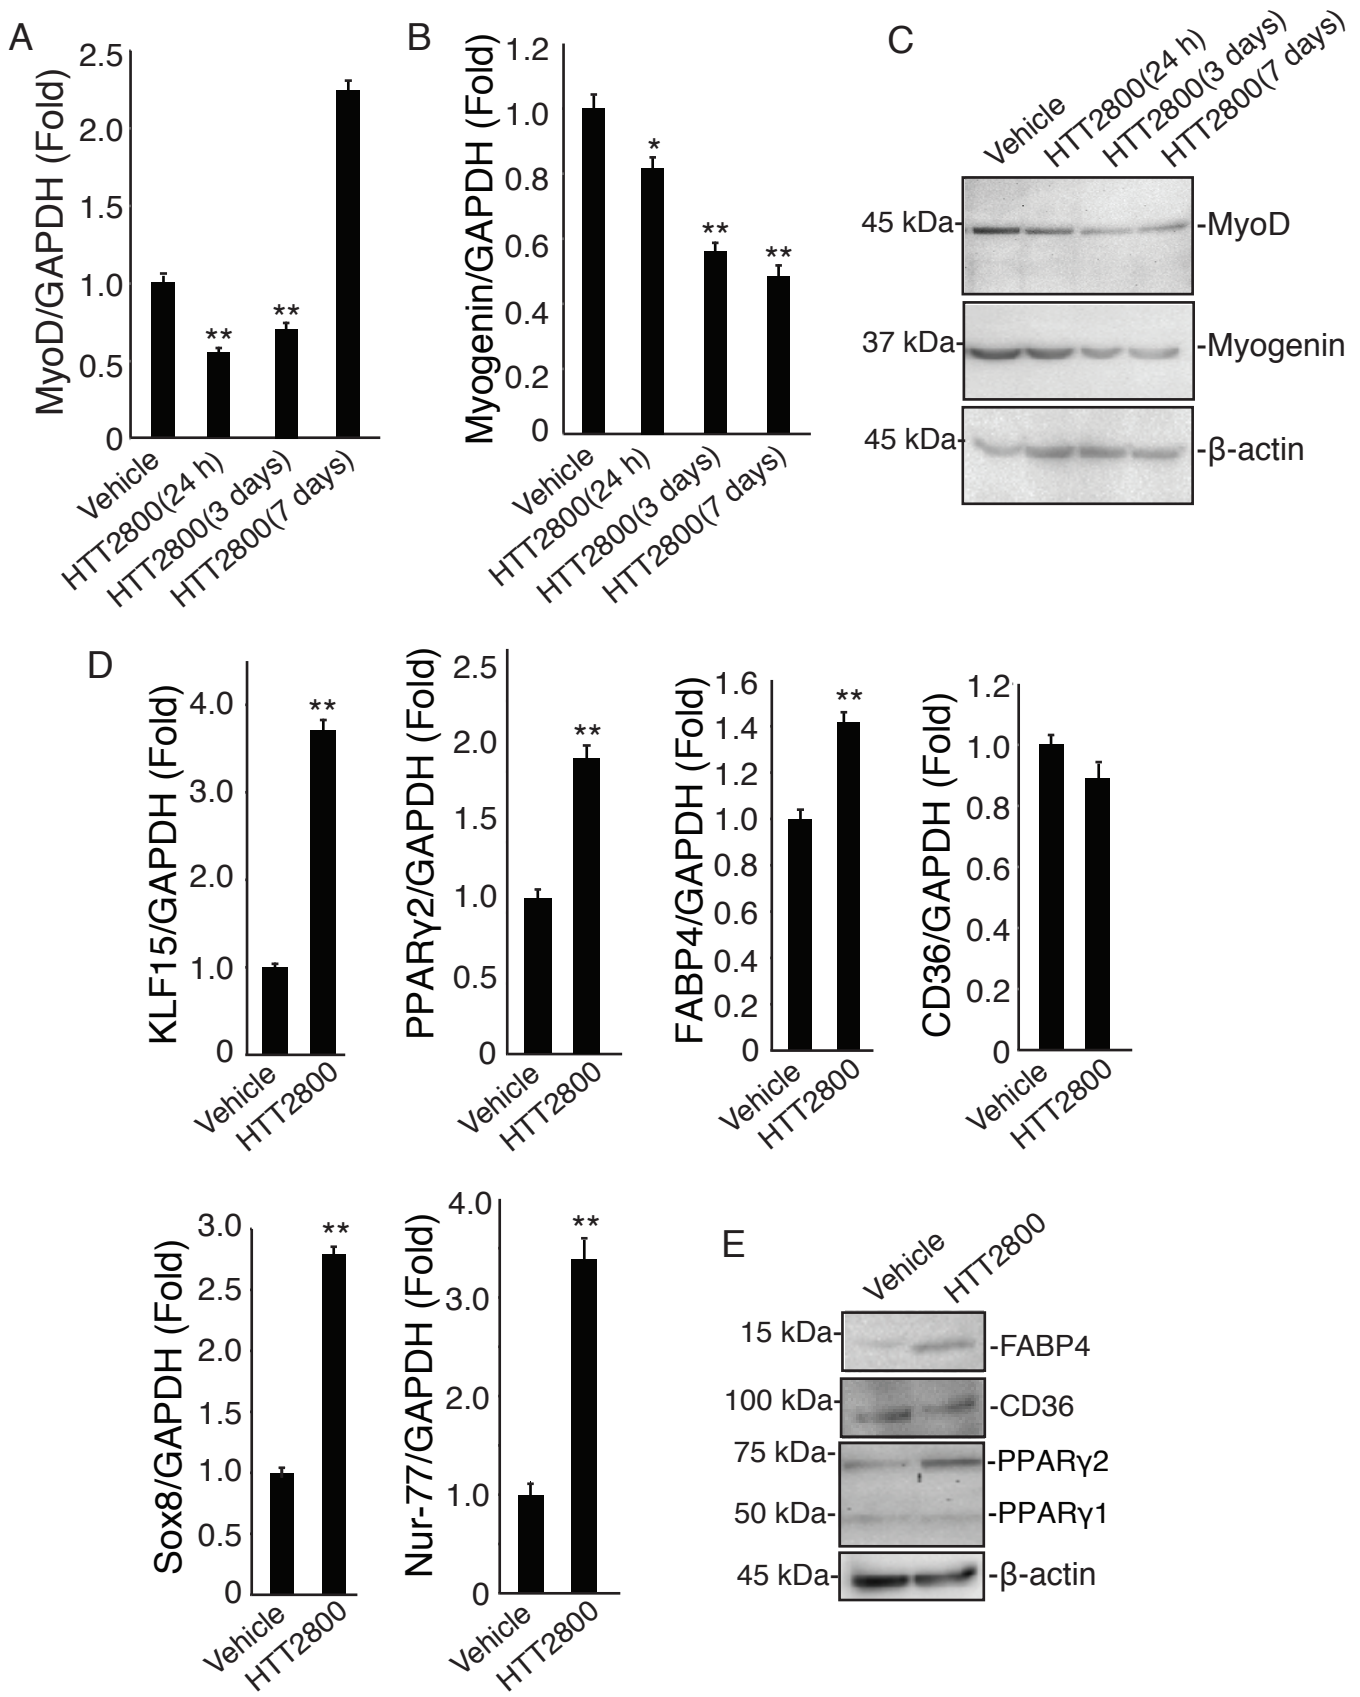 A
MyoD/GAPDH (Fold)
2.5
2.0
1.5
1.0
0.5
0
Vehicle
HTT2800(24 h)
HTT2800(3 days)
HTT2800(7 days)
**
**
B
Myogenin/GAPDH (Fold)
1.2
1.0
0.8
0.6
0.4
0.2
0
Vehicle
HTT2800(24 h)
HTT2800(3 days)
HTT2800(7 days)
*
**
**
C
Vehicle
HTT2800(24 h)
HTT2800(3 days)
HTT2800(7 days)
45 kDa-
-MyoD
37 kDa-
-Myogenin
45 kDa-
-β-actin
D
KLF15/GAPDH (Fold)
4.0
3.0
2.0
1.0
0
**
Vehicle
HTT2800
PPARγ2/GAPDH (Fold)
2.5
2.0
1.5
1.0
0.5
0
**
Vehicle
HTT2800
FABP4/GAPDH (Fold)
1.6
1.4
1.2
1.0
0.8
0.6
0.4
0.2
0
**
Vehicle
HTT2800
CD36/GAPDH (Fold)
1.2
1.0
0.8
0.6
0.4
0.2
0
Vehicle
HTT2800
Sox8/GAPDH (Fold)
3.0
2.5
2.0
1.5
1.0
0.5
0
**
Vehicle
HTT2800
Nur-77/GAPDH (Fold)
4.0
3.0
2.0
1.0
0
**
Vehicle
HTT2800
E
Vehicle
HTT2800
15 kDa-
-FABP4
100 kDa-
-CD36
75 kDa-
-PPARγ2
50 kDa-
-PPARγ1
45 kDa-
-β-actin